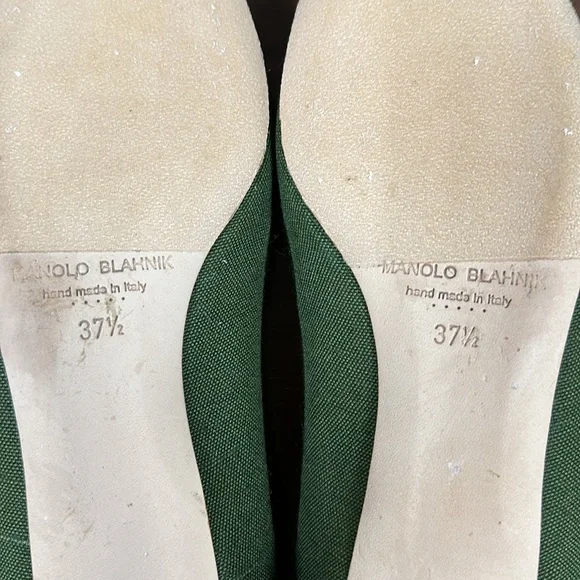 MANOLO BLAHNIK
hand made in Italy
37½
MANOLO BLAHNIK
hand made in Italy
37½